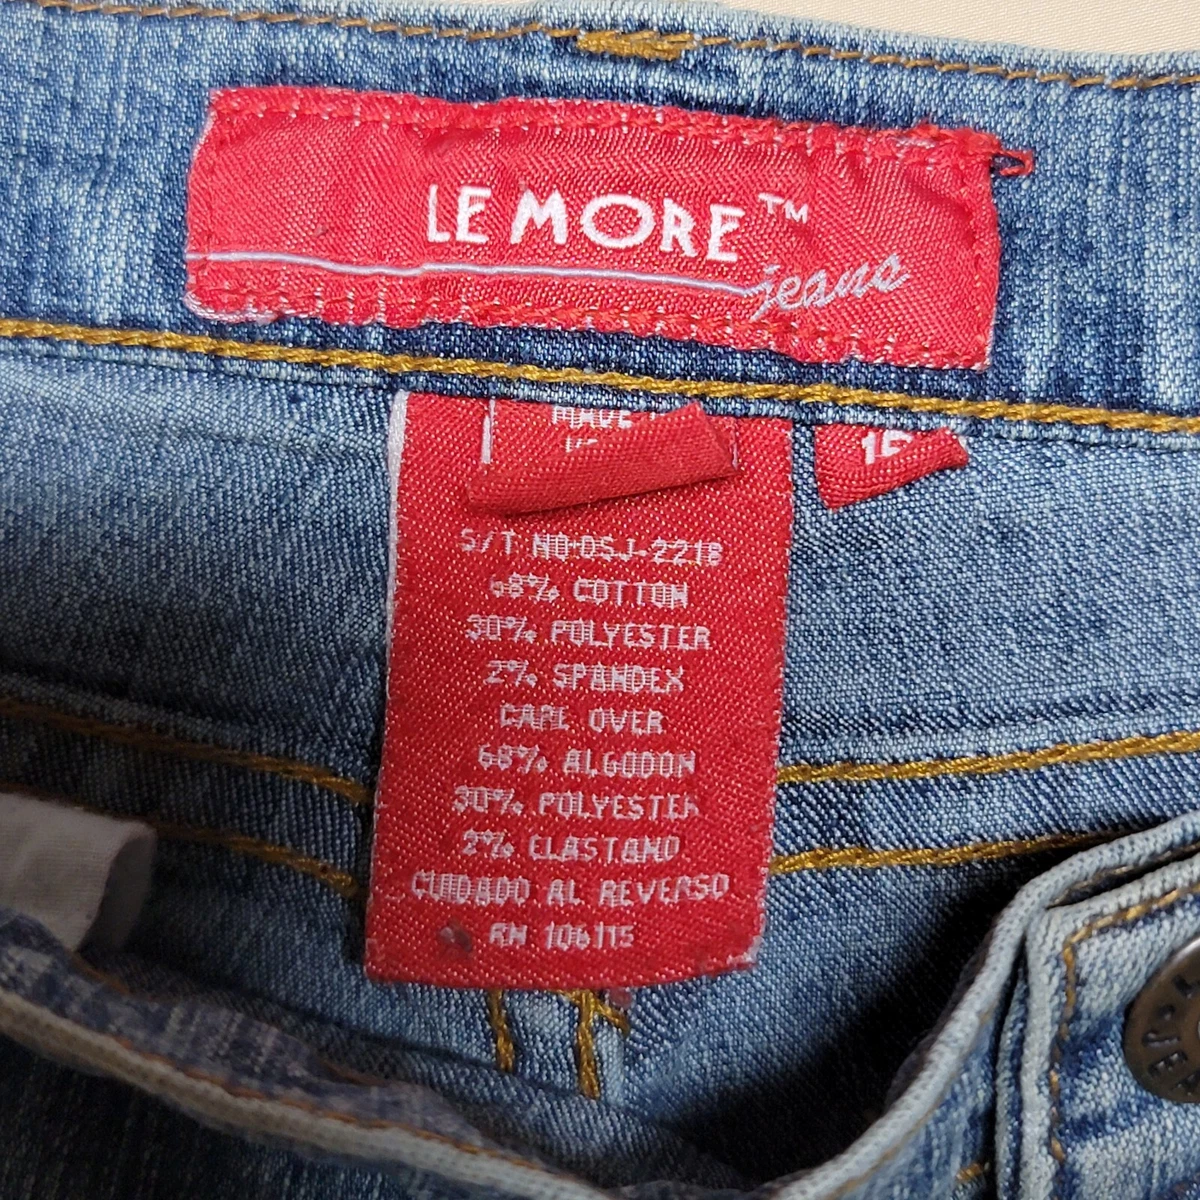 LE MORE™
jeans
MADE
S/T NO:OSJ-2218
68% COTTON
30% POLYESTER
2% SPANDEX
CARE OVER
68% ALGODON
30% POLYESTER
2% ELASTANO
CUIDADO AL REVERSO
RN 106115